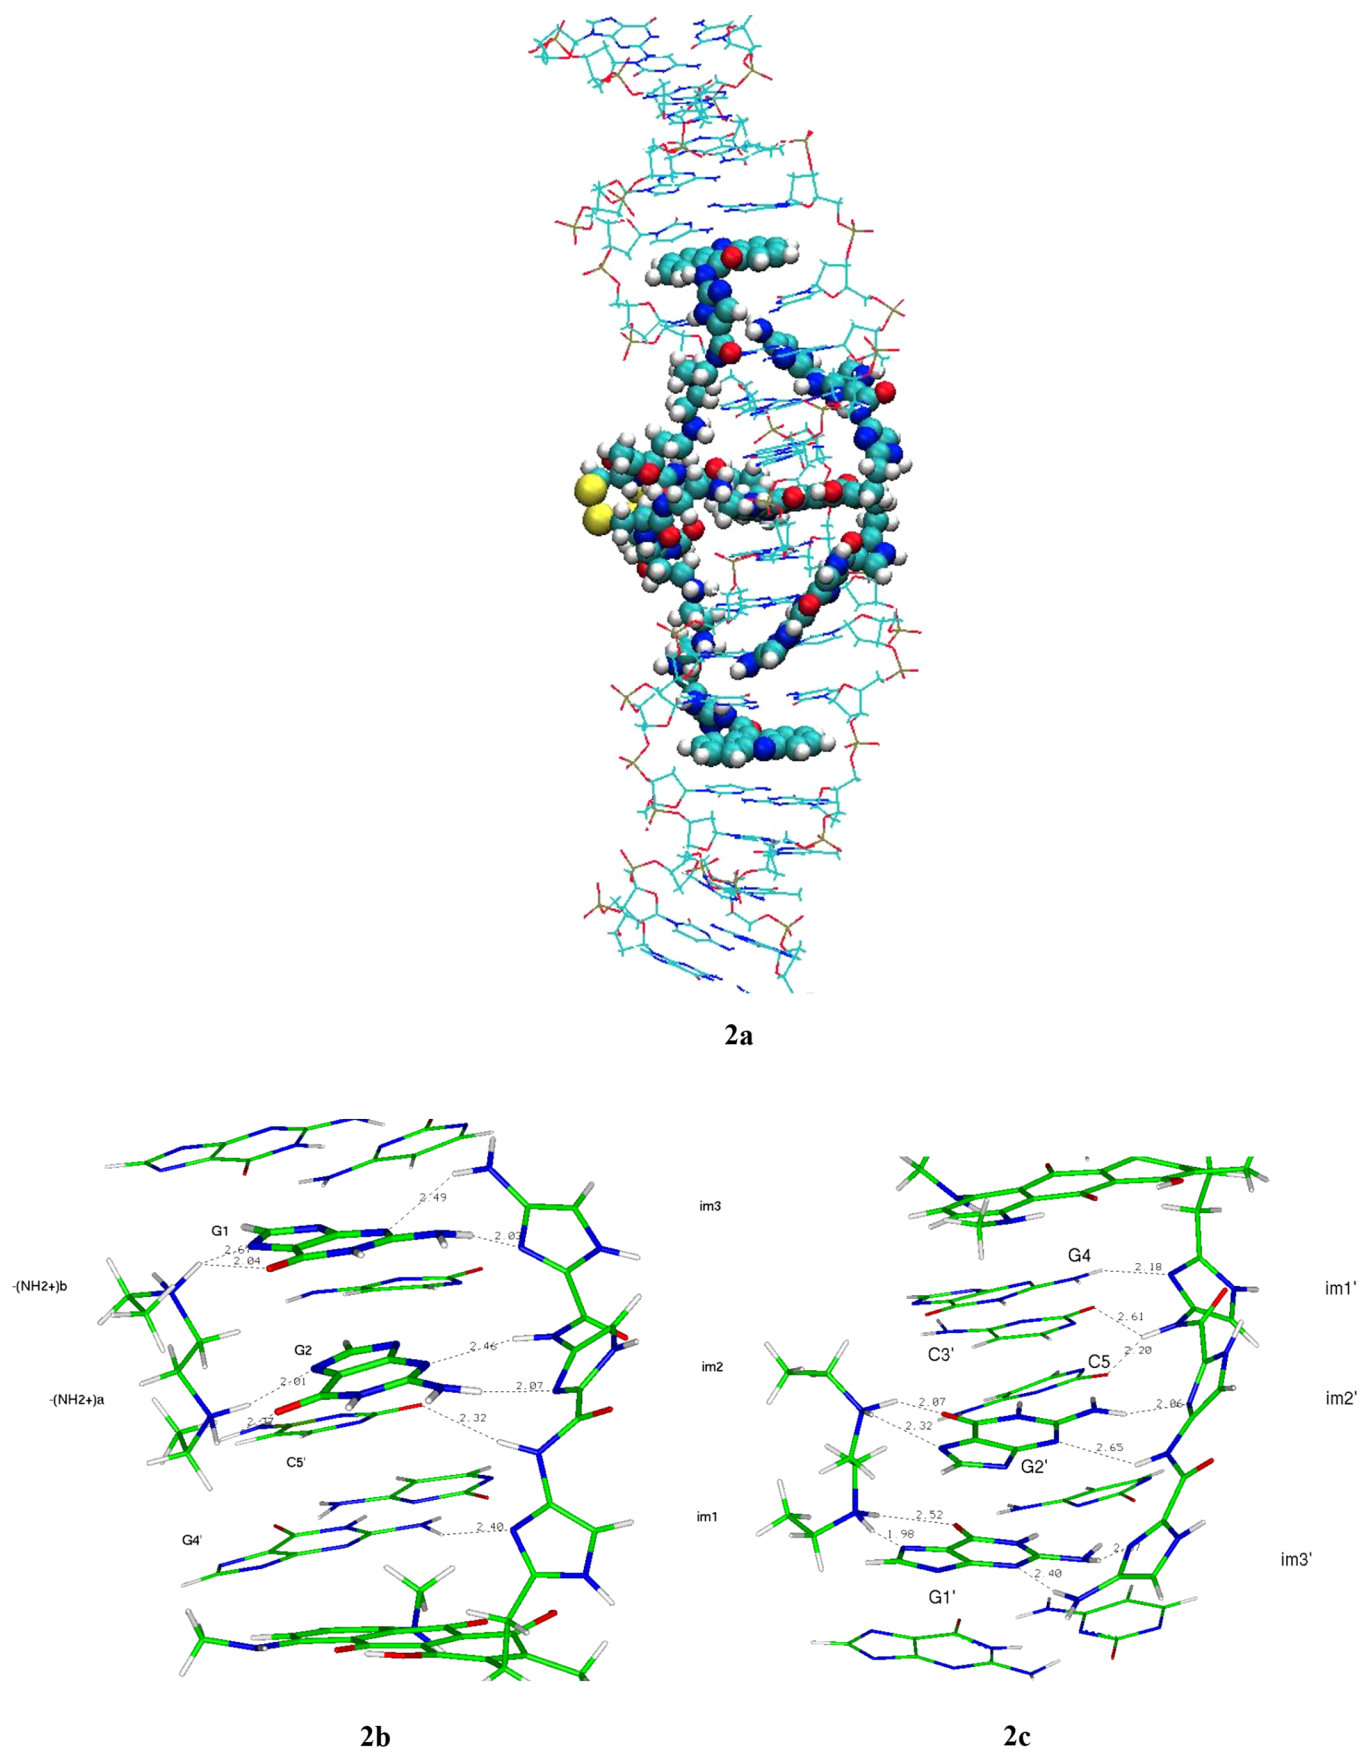 2a
2.49
im3
G1
2.04
-(NH2+)b
G4
2.18
im1'
2.61
C3'
2.46
G2
2.20
C5
im2
2.01
2.07
-(NH2+)a
2.07
2.06
im2'
2.32
2.32
C5'
2.65
G2'
im1
2.52
2.40
G4'
1.98
im3'
2.40
G1'
2b
2c